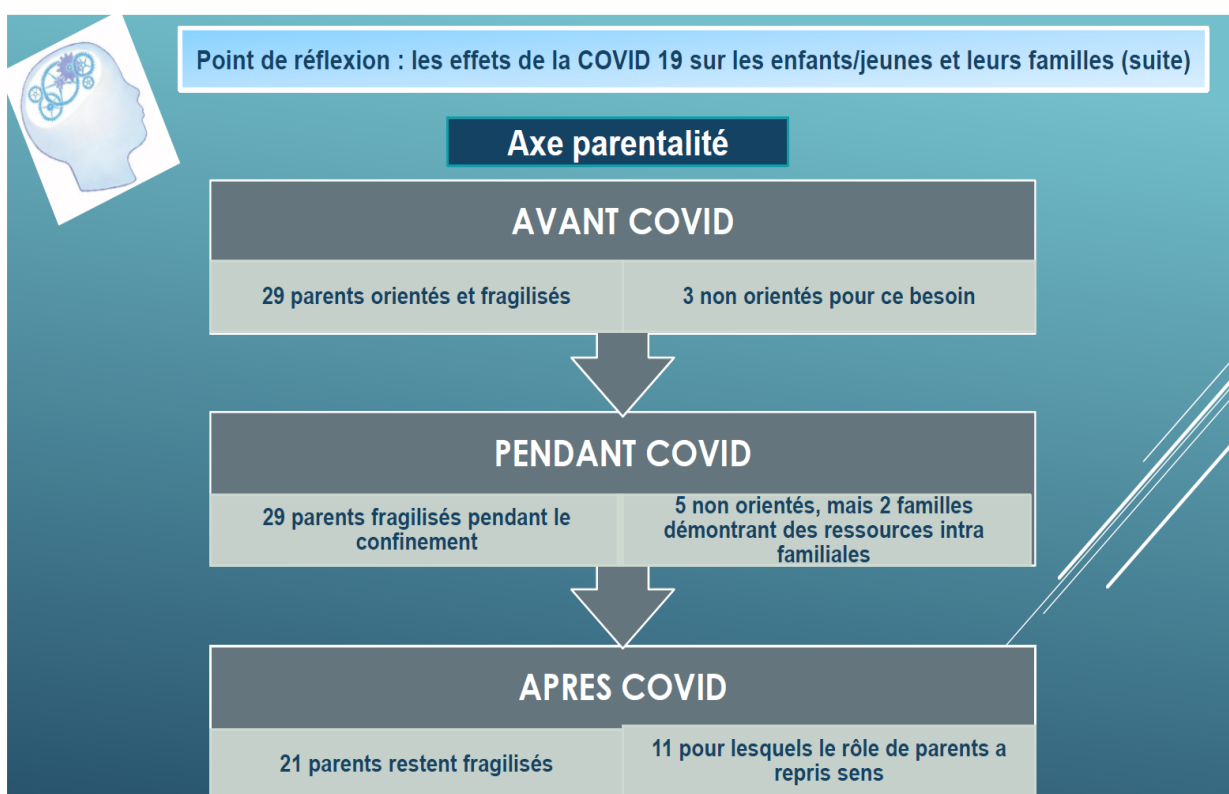 Point de réflexion : les effets de la COVID 19 sur les enfants/jeunes et leurs familles (suite)
Axe parentalité
AVANT COVID
29 parents orientés et fragilisés
3 non orientés pour ce besoin
PENDANT COVID
29 parents fragilisés pendant le
confinement
5 non orientés, mais 2 familles
démontrant des ressources intra
familiales
APRES COVID
21 parents restent fragilisés
11 pour lesquels le rôle de parents a
repris sens